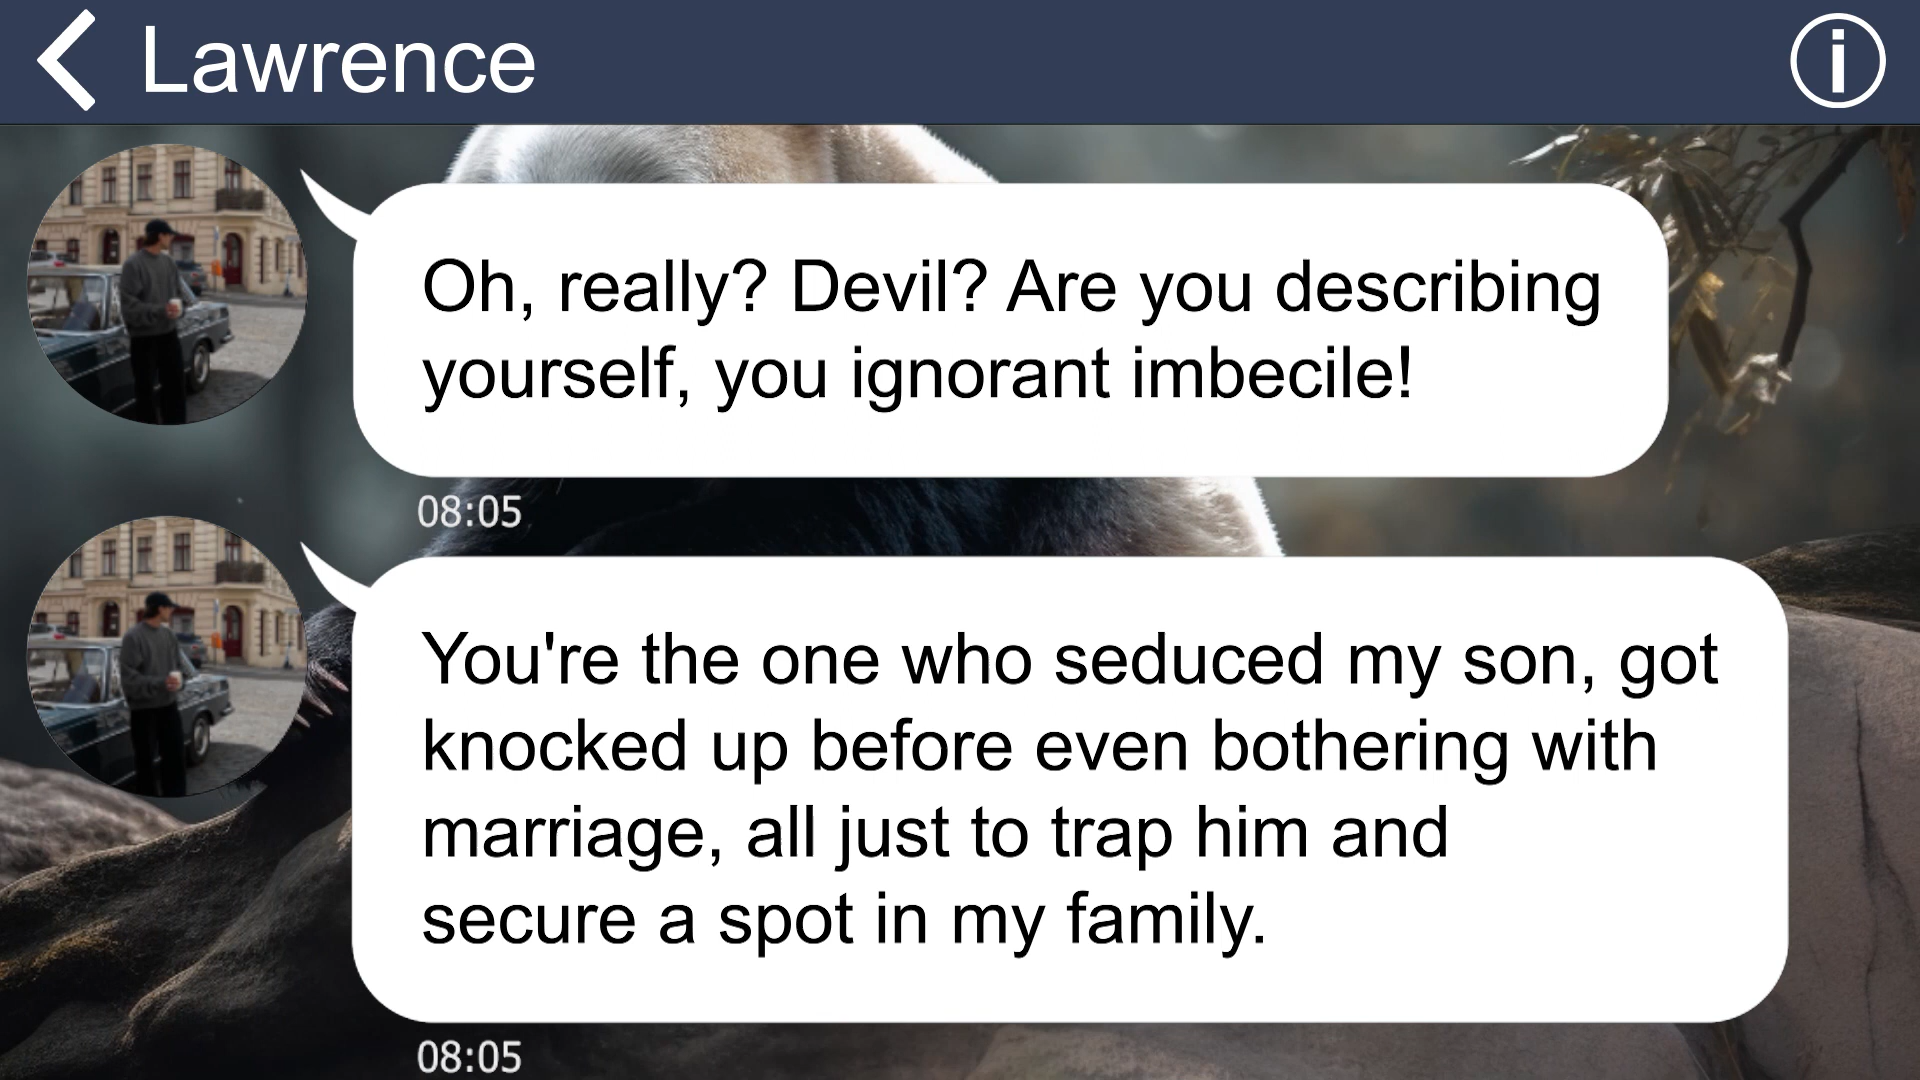 Lawrence
Oh, really? Devil? Are you describing
yourself, you ignorant imbecile!
08:05
You're the one who seduced my son, got
knocked up before even bothering with
marriage, all just to trap him and
secure a spot in my family.
08:05